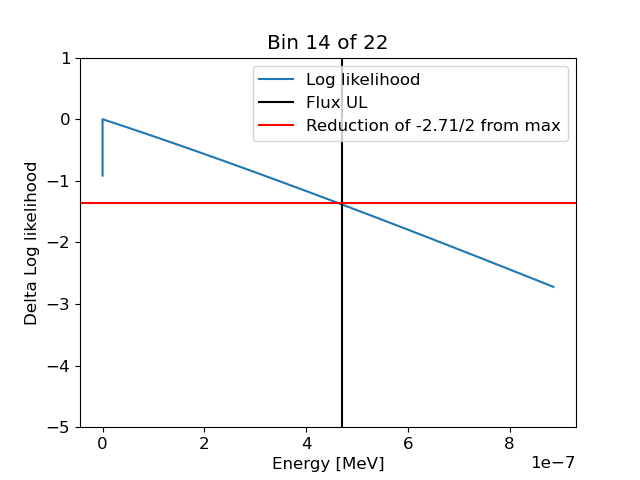 Bin 14 of 22
Log likelihood
Flux UL
Reduction of -2.71/2 from max
Delta Log likelihood
1
0
−1
−2
−3
−4
−5
0 2 4 6 8
1e−7
Energy [MeV]